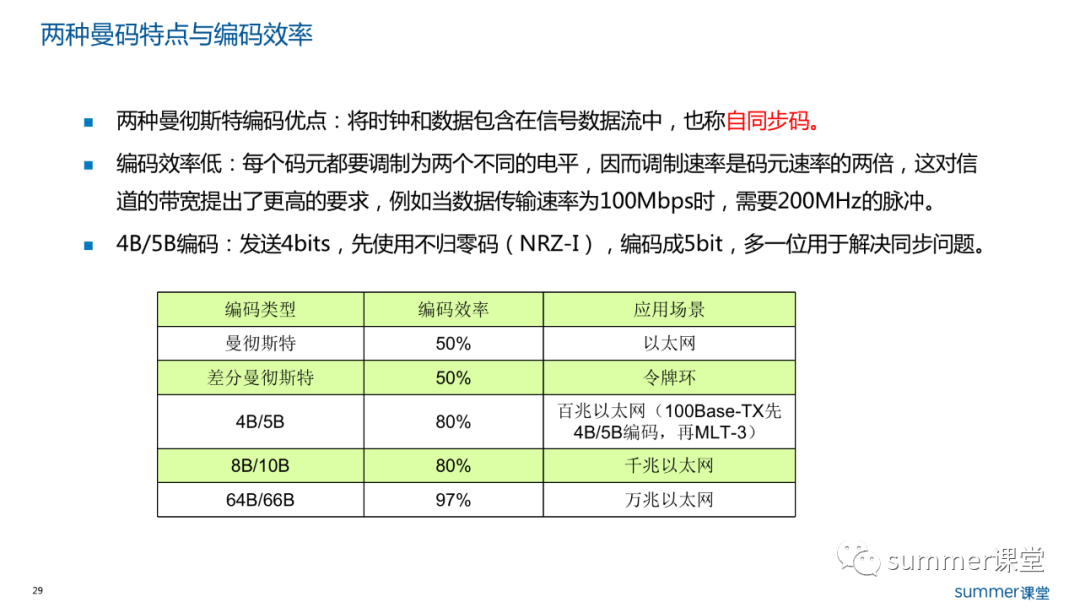 两种曼码特点与编码效率
两种曼彻斯特编码优点：将时钟和数据包含在信号数据流中，也称自同步码。
编码效率低：每个码元都要调制为两个不同的电平，因而调制速率是码元速率的两倍，这对信
道的带宽提出了更高的要求，例如当数据传输速率为100Mbps时，需要200MHz的脉冲。
4B/5B编码：发送4bits，先使用不归零码（NRZ-I），编码成5bit，多一位用于解决同步问题。
编码类型 编码效率 应用场景
曼彻斯特 50% 以太网
差分曼彻斯特 50% 令牌环
4B/5B 80% 百兆以太网（100Base-TX先
4B/5B编码，再MLT-3）
8B/10B 80% 千兆以太网
64B/66B 97% 万兆以太网
summer课堂
29
summer课堂